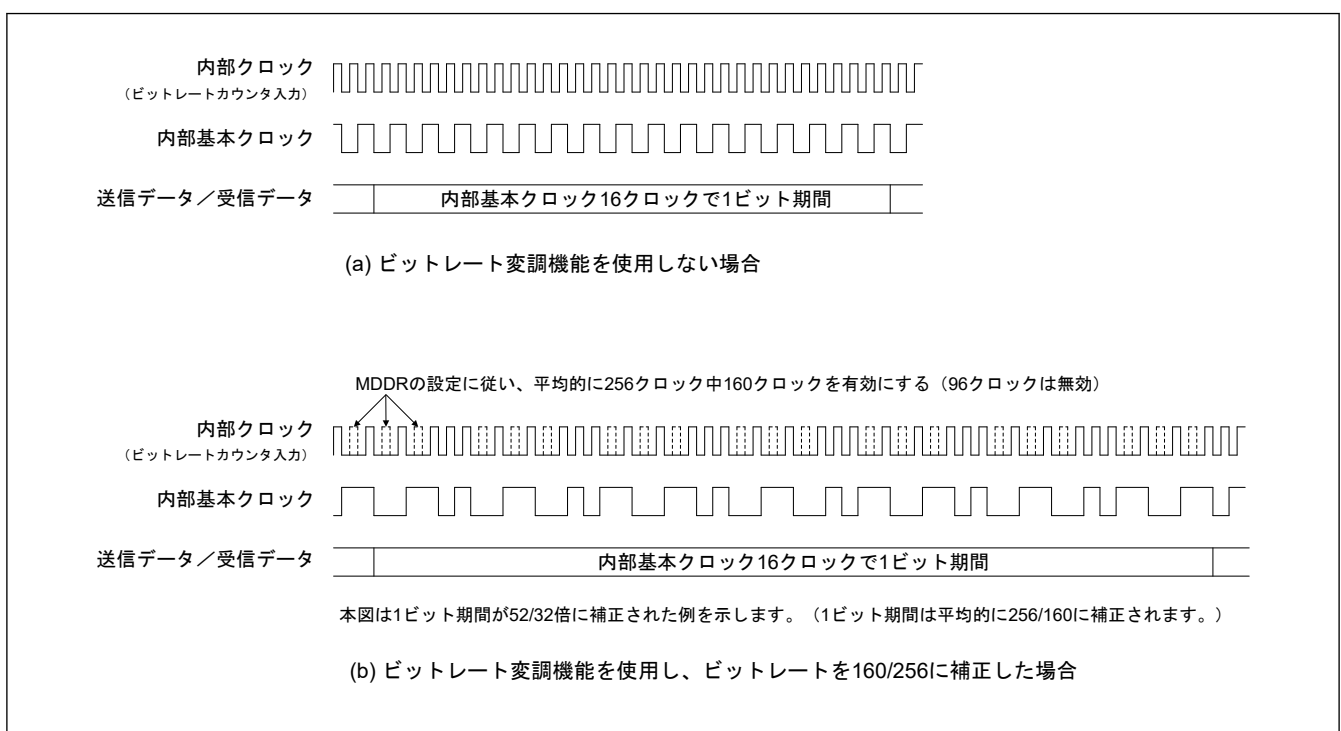 内部クロック
（ビットレートカウンタ入力）
内部基本クロック
送信データ／受信データ
内部基本クロック16クロックで1ビット期間
(a) ビットレート変調機能を使用しない場合
MDDRの設定に従い、平均的に256クロック中160クロックを有効にする（96クロックは無効）
内部クロック
（ビットレートカウンタ入力）
内部基本クロック
送信データ／受信データ
内部基本クロック16クロックで1ビット期間
本図は1ビット期間が52/32倍に補正された例を示します。（1ビット期間は平均的に256/160に補正されます。）
(b) ビットレート変調機能を使用し、ビットレートを160/256に補正した場合